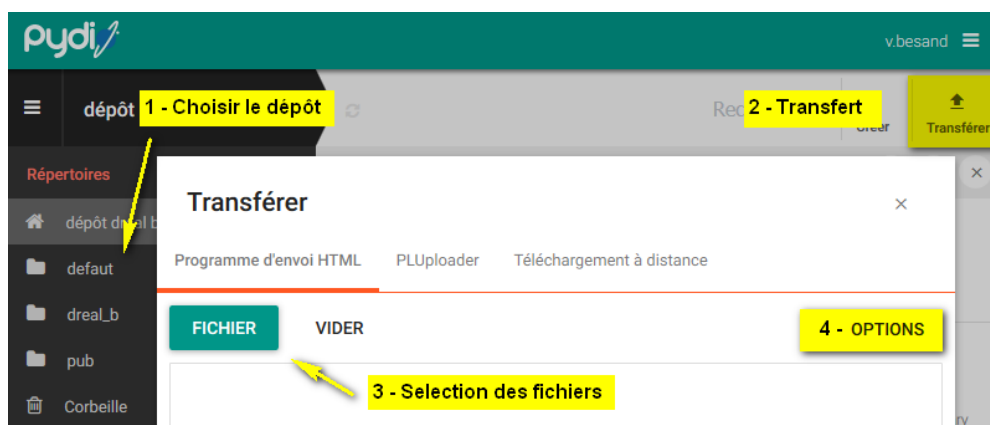 pydi
v.besand
dépôt
1 - Choisir le dépôt
2 - Transfert
Créer
Transférer
Répertoires
dépôt dreal b
Transférer
defaut
Programme d'envoi HTML
PLUploader
Téléchargement à distance
dreal_b
FICHIER
VIDER
4 - OPTIONS
pub
3 - Selection des fichiers
Corbeille